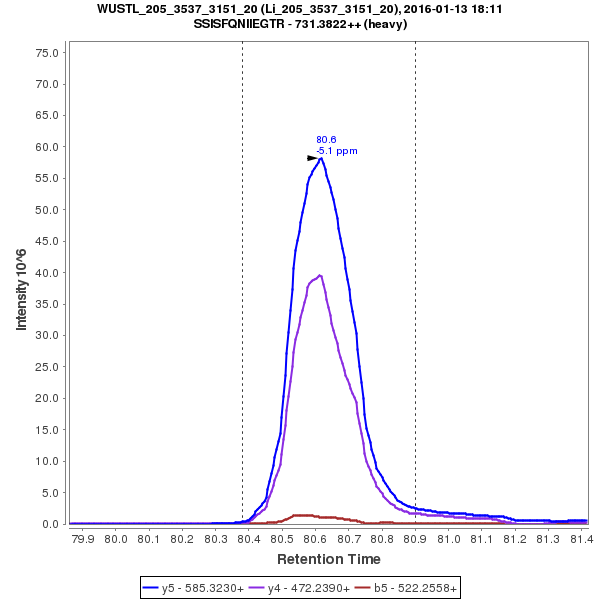 WUSTL_205_3537_3151_20 (Li_205_3537_3151_20), 2016-01-13 18:11
SSISFQNIIEGTR - 731.3822++ (heavy)
75.0
70.0
65.0
60.0
55.0
50.0
45.0
40.0
35.0
30.0
25.0
20.0
15.0
10.0
5.0
0.0
Intensity 10^6
80.6
-5.1 ppm
79.9 80.0 80.1 80.2 80.3 80.4 80.5 80.6 80.7 80.8 80.9 81.0 81.1 81.2 81.3 81.4
Retention Time
y5 - 585.3230+ y4 - 472.2390+ b5 - 522.2558+